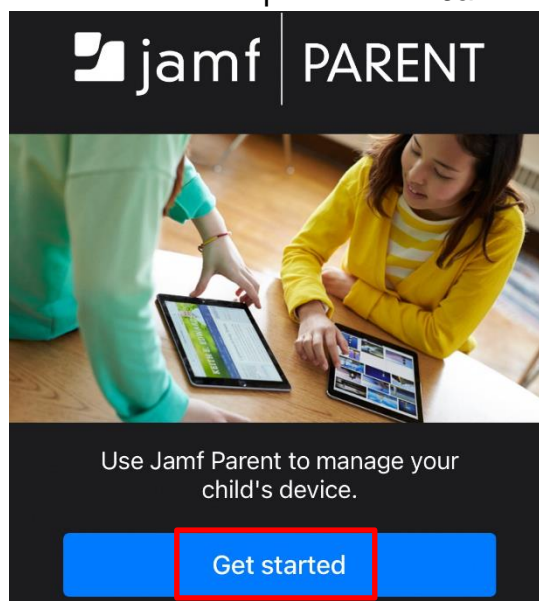 jamf PARENT
Use Jamf Parent to manage your
child's device.
Get started